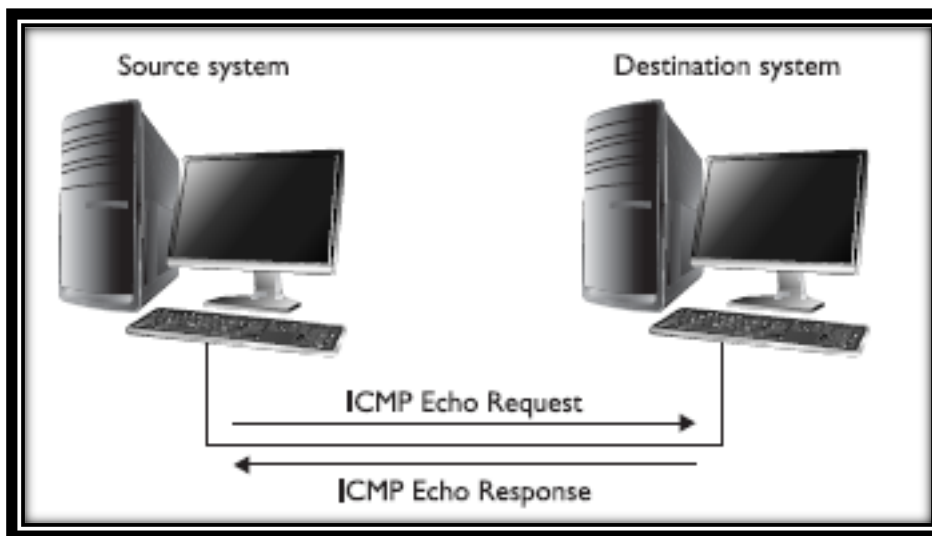 Source system
Destination system
ICMP Echo Request
ICMP Echo Response